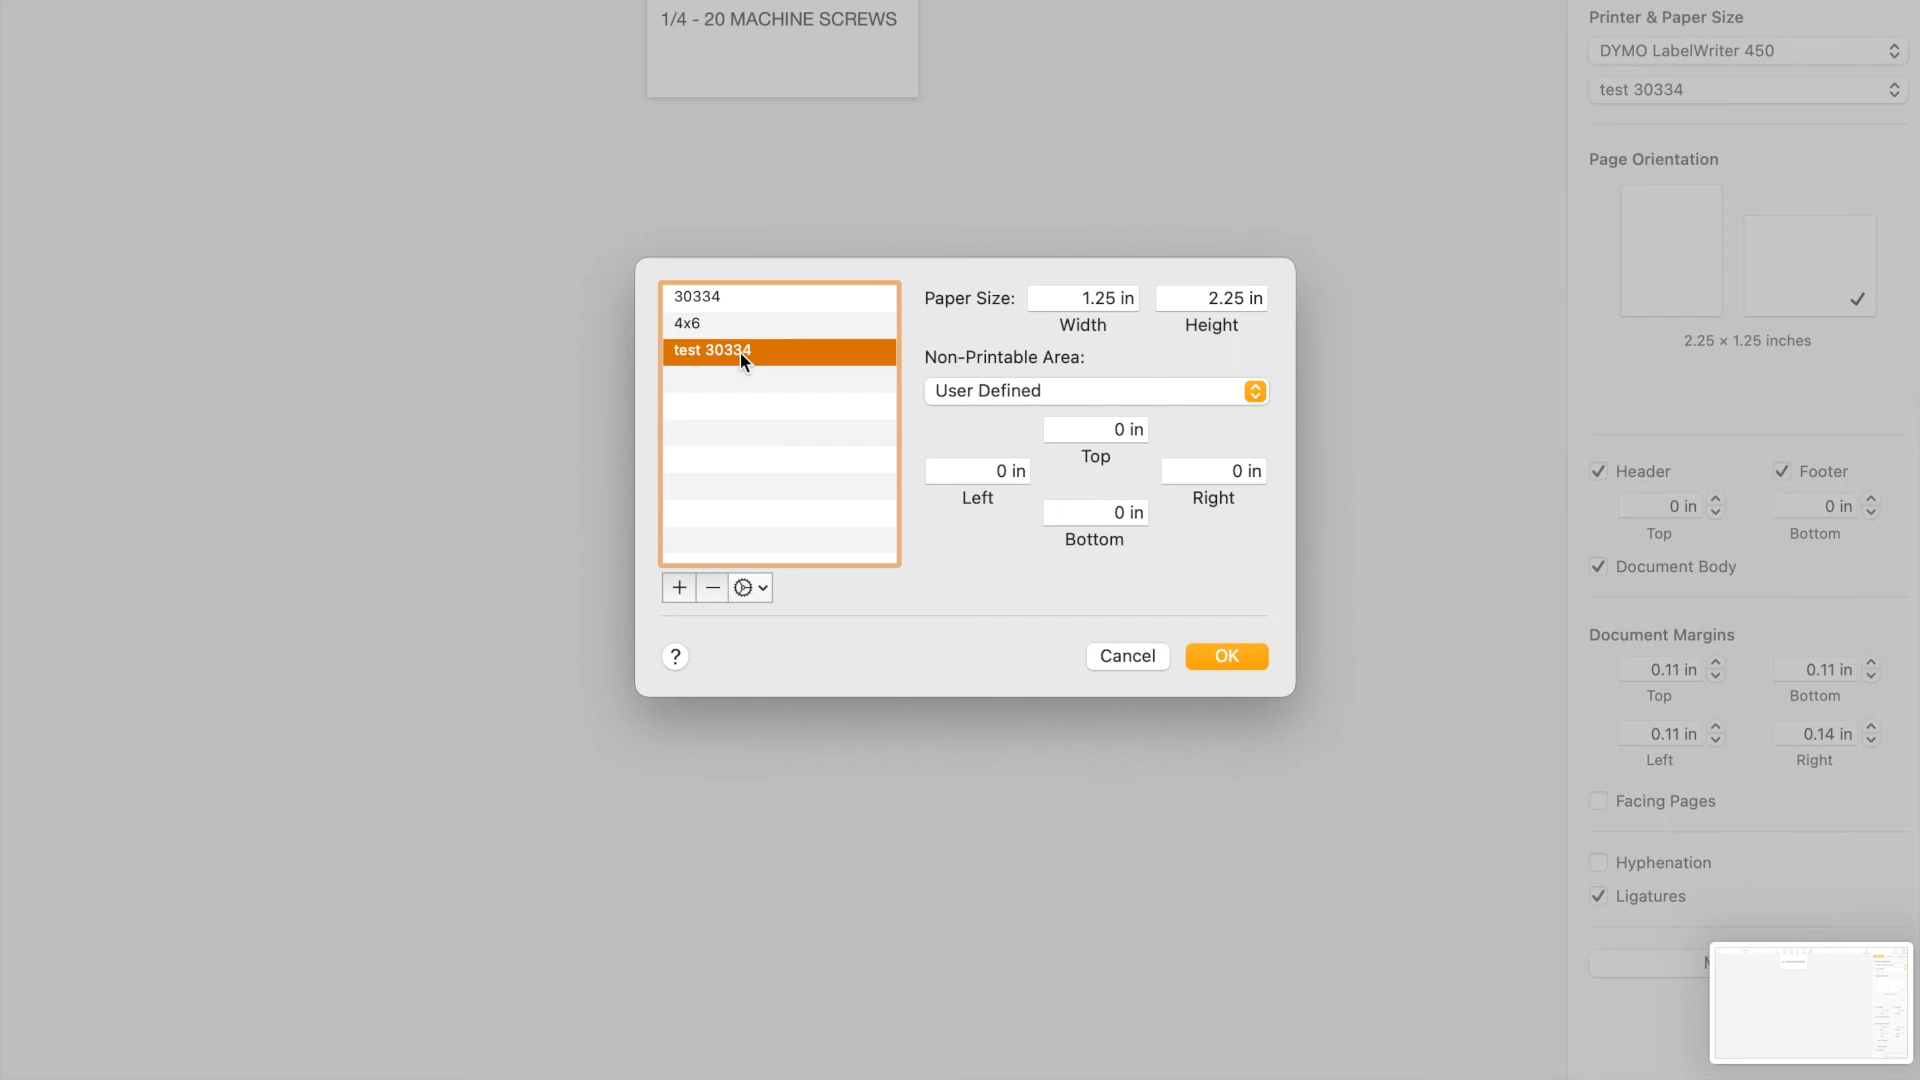 1/4 - 20 MACHINE SCREWS
Printer & Paper Size
DYMO LabelWriter 450
test 30334
Page Orientation
2.25 × 1.25 inches
Header
Footer
0 in
0 in
Top
Bottom
Document Body
Document Margins
0.11 in
0.11 in
Top
Bottom
0.11 in
0.14 in
Left
Right
Facing Pages
Hyphenation
Ligatures
30334
4x6
test 30334
Paper Size:
1.25 in
2.25 in
Width
Height
Non-Printable Area:
User Defined
0 in
Top
0 in
0 in
Left
Right
0 in
Bottom
?
Cancel
OK